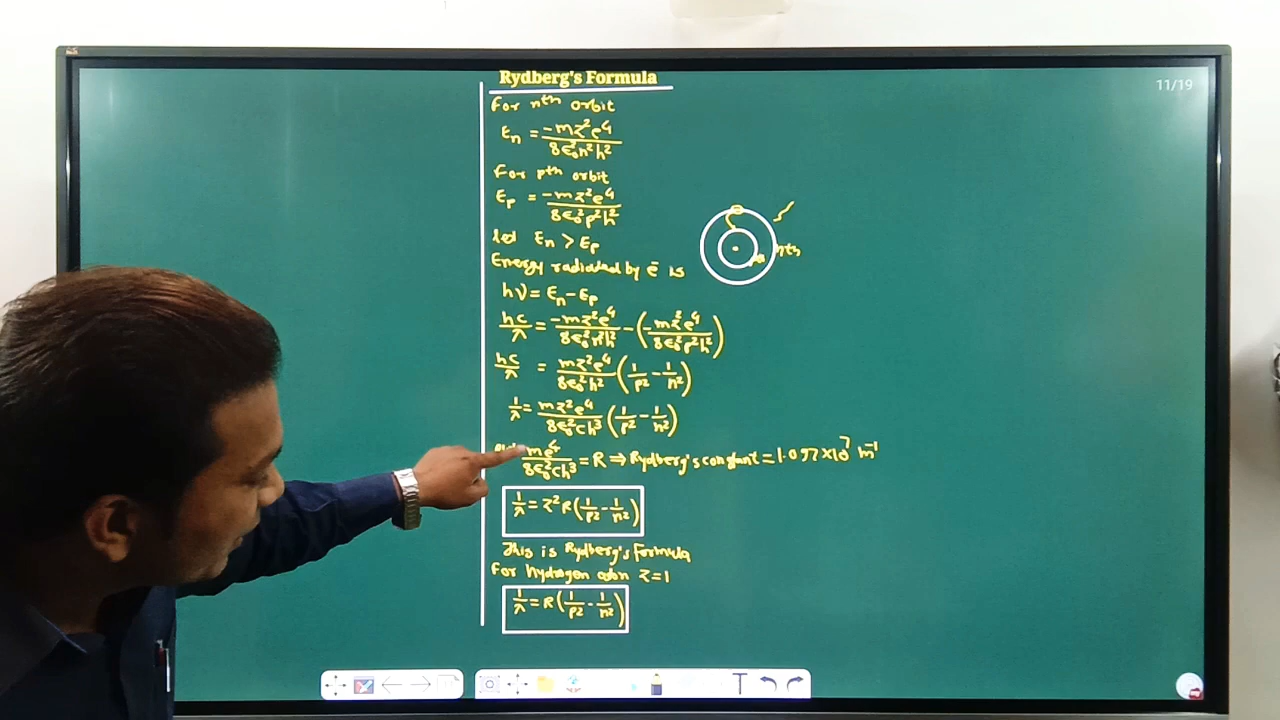 Rydberg's Formula
11/19
For nth orbit
Eₙ = -mz²e⁴/8ε₀²n²h²
For pth orbit
Eₚ = -mz²e⁴/8ε₀²p²h²
let Eₙ > Eₚ
nth
Energy radiated by e⁻ is
hν = Eₙ - Eₚ
hc/λ = -mz²e⁴/8ε₀²n²h² - (-mz²e⁴/8ε₀²p²h²)
hc/λ = mz²e⁴/8ε₀²h² (1/p² - 1/n²)
1/λ = mz²e⁴/8ε₀²ch³ (1/p² - 1/n²)
me⁴/8ε₀²ch³ = R ⇒ Rydberg's constant = 1.097×10⁷ m⁻¹
1/λ = z²R(1/p² - 1/n²)
This is Rydberg's Formula
For hydrogen atom z=1
1/λ = R(1/p² - 1/n²)
T